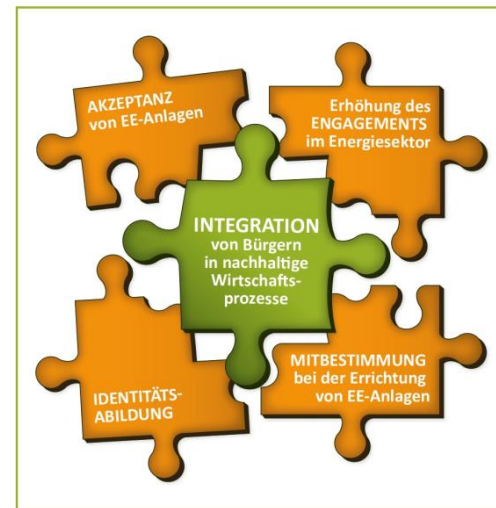 AKZEPTANZ
von EE-Anlagen
Erhöhung des
ENGAGEMENTS
im Energiesektor
INTEGRATION
von Bürgern
in nachhaltige
Wirtschafts-
prozesse
IDENTITÄTS-
ABILDUNG
MITBESTIMMUNG
bei der Errichtung
von EE-Anlagen